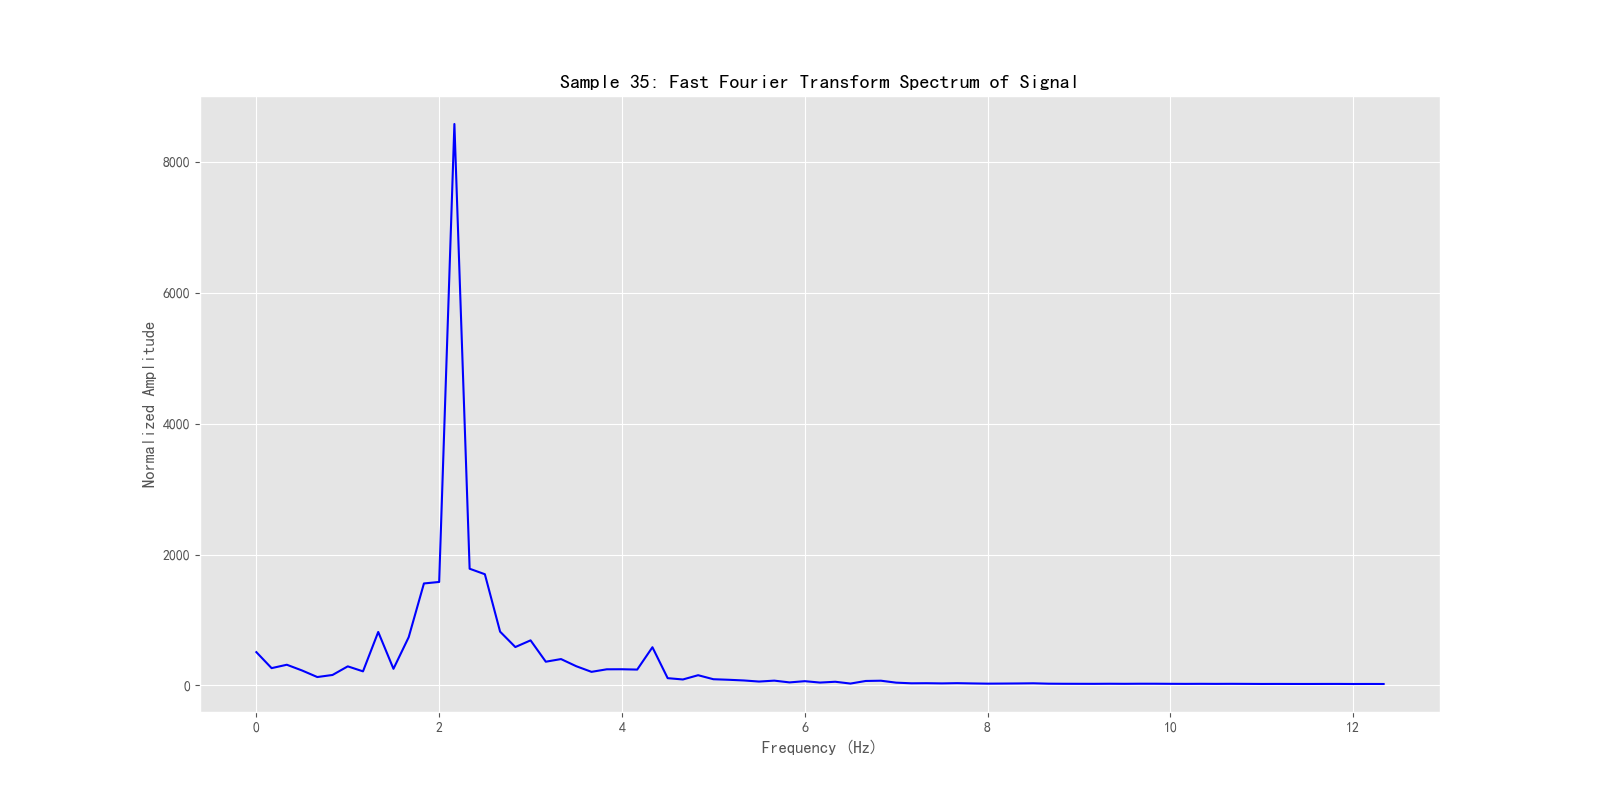 Sample 35: Fast Fourier Transform Spectrum of Signal
Normalized Amplitude
8000
6000
4000
2000
0
0 2 4 6 8 10 12
Frequency (Hz)